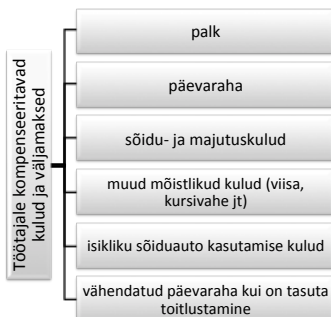 Töötajale kompenseeritavad
kulud ja väljamaksed
palk
päevaraha
sõidu- ja majutuskulud
muud mõistlikud kulud (viisa,
kursivahe jt)
isikliku sõiduauto kasutamise kulud
vähendatud päevaraha kui on tasuta
toitlustamine